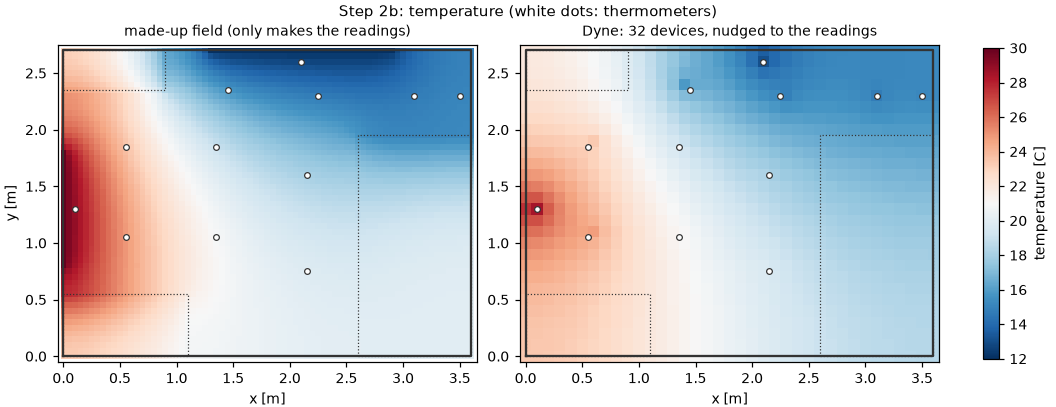 Step 2b: temperature (white dots: thermometers)
made-up field (only makes the readings)
Dyne: 32 devices, nudged to the readings
y [m]
2.5
2.0
1.5
1.0
0.5
0.0
0.0 0.5 1.0 1.5 2.0 2.5 3.0 3.5
x [m]
2.5
2.0
1.5
1.0
0.5
0.0
0.0 0.5 1.0 1.5 2.0 2.5 3.0 3.5
x [m]
30
28
26
24
22
20
18
16
14
12
temperature [C]